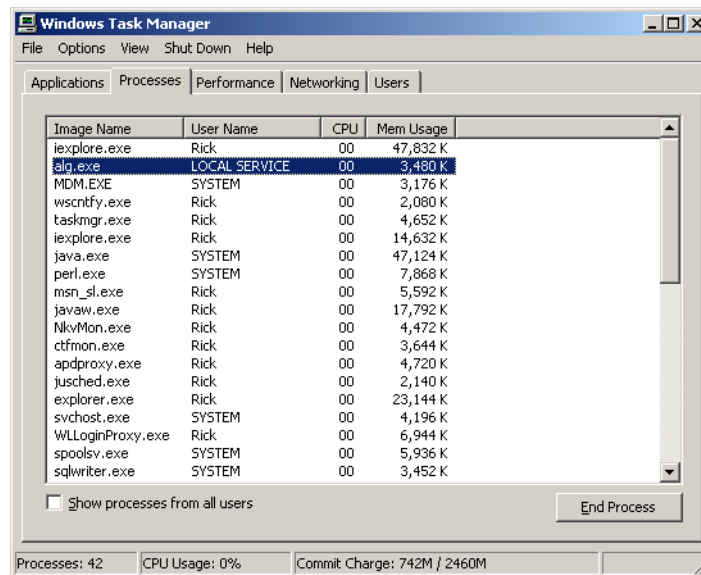 Windows Task Manager
File Options View Shut Down Help
Applications Processes Performance Networking Users
Image Name User Name CPU Mem Usage
iexplore.exe Rick 00 47,832 K
alg.exe LOCAL SERVICE 00 3,480 K
MDM.EXE SYSTEM 00 3,176 K
wscntfy.exe Rick 00 2,080 K
taskmgr.exe Rick 00 4,652 K
iexplore.exe Rick 00 14,632 K
java.exe SYSTEM 00 47,124 K
perl.exe SYSTEM 00 7,868 K
msn_sl.exe Rick 00 5,592 K
javaw.exe Rick 00 17,792 K
NkvMon.exe Rick 00 4,472 K
ctfmon.exe Rick 00 3,644 K
apdproxy.exe Rick 00 4,720 K
jusched.exe Rick 00 2,140 K
explorer.exe Rick 00 23,144 K
svchost.exe SYSTEM 00 4,196 K
WLLoginProxy.exe Rick 00 6,944 K
spoolsv.exe SYSTEM 00 5,936 K
sqlwriter.exe SYSTEM 00 3,452 K
Show processes from all users
End Process
Processes: 42 CPU Usage: 0% Commit Charge: 742M / 2460M